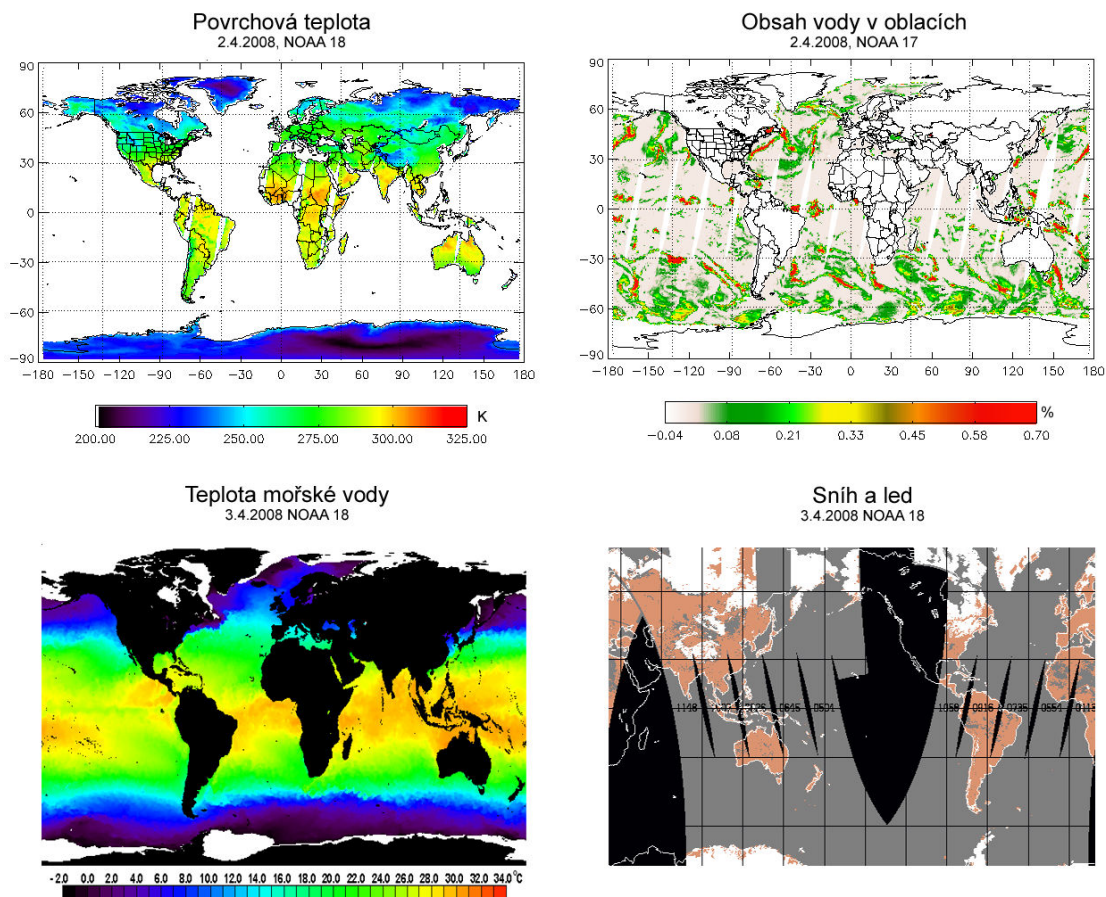 Povrchová teplota
2.4.2008, NOAA 18
90
60
30
0
−30
−60
−90
−180 −150 −120 −90 −60 −30 0 30 60 90 120 150 180
K
200.00 225.00 250.00 275.00 300.00 325.00
Obsah vody v oblacích
2.4.2008, NOAA 17
90
60
30
0
−30
−60
−90
−180 −150 −120 −90 −60 −30 0 30 60 90 120 150 180
%
−0.04 0.08 0.21 0.33 0.45 0.58 0.70
Teplota mořské vody
3.4.2008 NOAA 18
-2.0 0.0 2.0 4.0 6.0 8.0 10.0 12.0 14.0 16.0 18.0 20.0 22.0 24.0 26.0 28.0 30.0 32.0 34.0 °C
Sníh a led
3.4.2008 NOAA 18